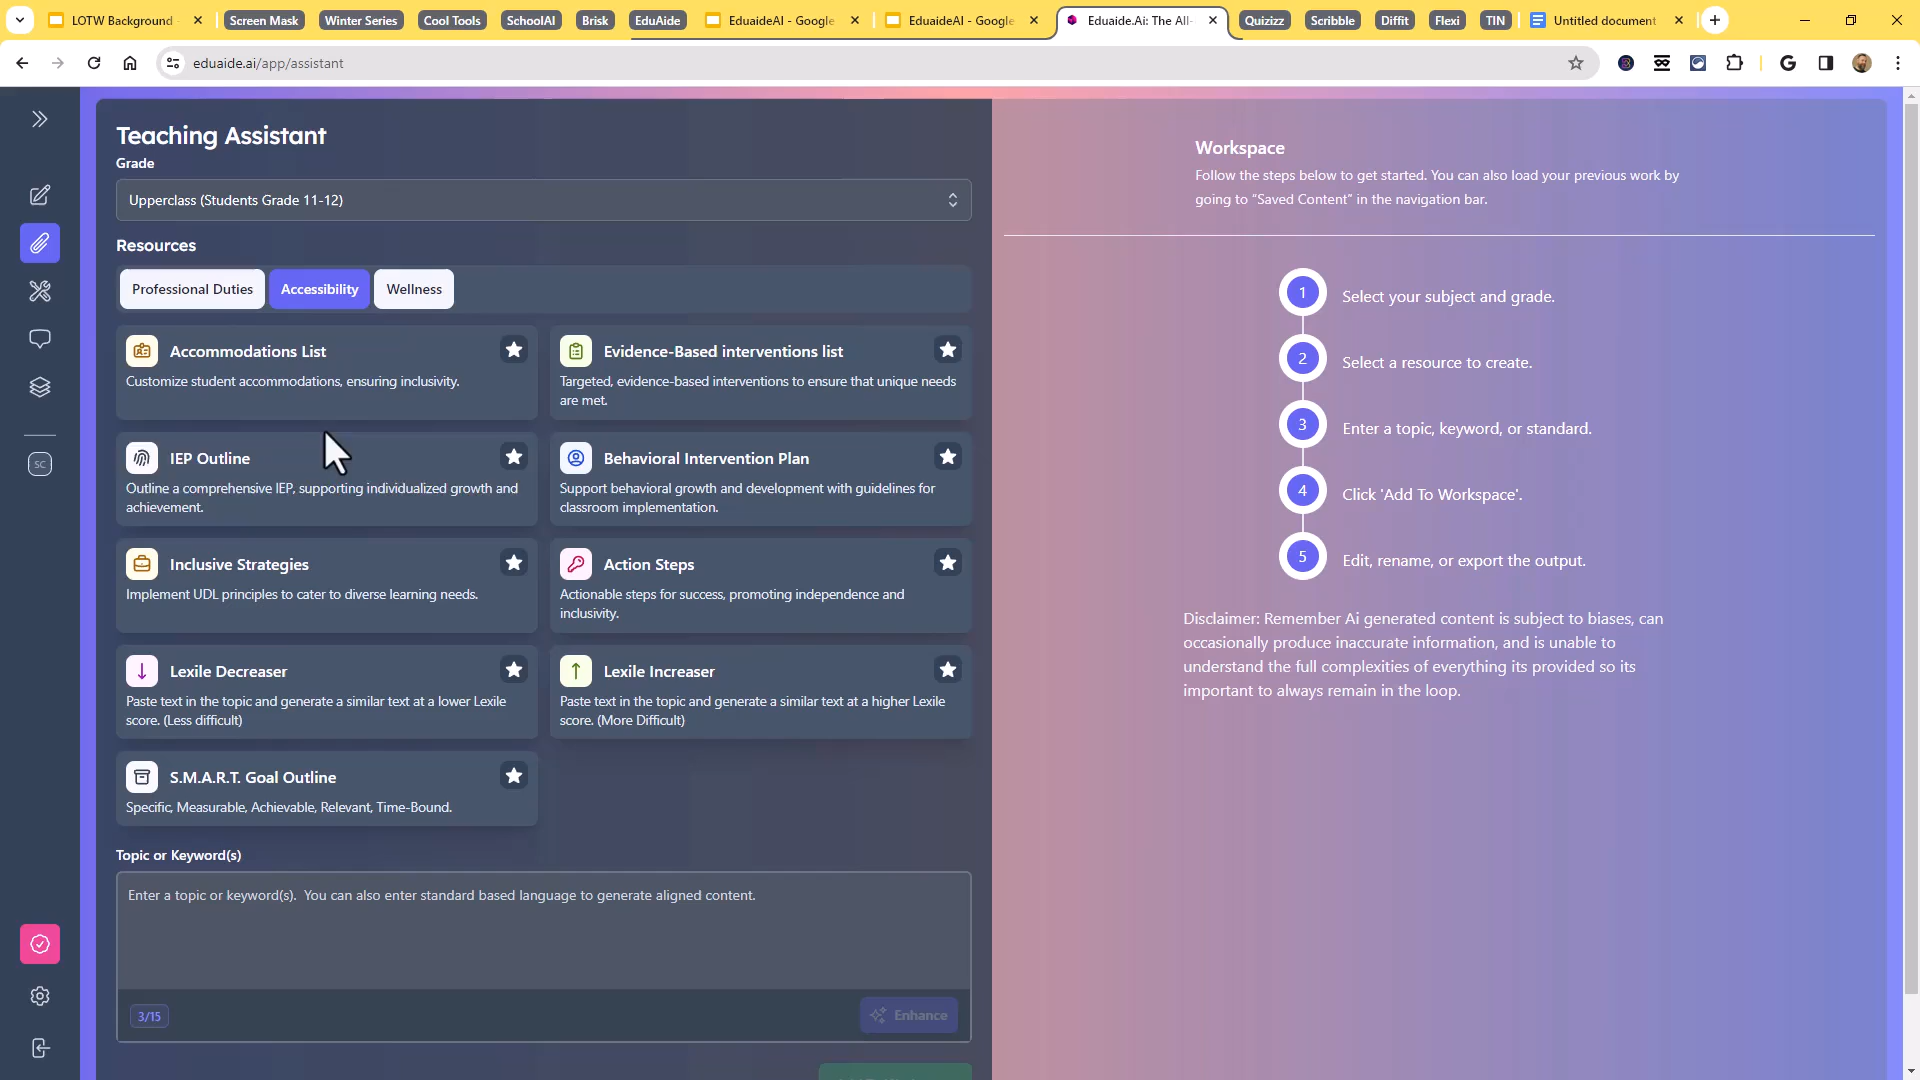 LOTW Background
Screen Mask
Winter Series
Cool Tools
SchoolAI
Brisk
EduAide
EduaideAI - Google
EduaideAI - Google
Eduaide.Ai: The All-
Quizizz
Scribble
Diffit
Flexi
TIN
Untitled document
eduaide.ai/app/assistant
Teaching Assistant
Grade
Upperclass (Students Grade 11-12)
Resources
Professional Duties
Accessibility
Wellness
Accommodations List
Customize student accommodations, ensuring inclusivity.
Evidence-Based interventions list
Targeted, evidence-based interventions to ensure that unique needs
are met.
IEP Outline
Outline a comprehensive IEP, supporting individualized growth and
achievement.
Behavioral Intervention Plan
Support behavioral growth and development with guidelines for
classroom implementation.
Inclusive Strategies
Implement UDL principles to cater to diverse learning needs.
Action Steps
Actionable steps for success, promoting independence and
inclusivity.
Lexile Decreaser
Paste text in the topic and generate a similar text at a lower Lexile
score. (Less difficult)
Lexile Increaser
Paste text in the topic and generate a similar text at a higher Lexile
score. (More Difficult)
S.M.A.R.T. Goal Outline
Specific, Measurable, Achievable, Relevant, Time-Bound.
Topic or Keyword(s)
Enter a topic or keyword(s). You can also enter standard based language to generate aligned content.
3/15
Enhance
SC
Workspace
Follow the steps below to get started. You can also load your previous work by
going to "Saved Content" in the navigation bar.
1 Select your subject and grade.
2 Select a resource to create.
3 Enter a topic, keyword, or standard.
4 Click 'Add To Workspace'.
5 Edit, rename, or export the output.
Disclaimer: Remember Ai generated content is subject to biases, can
occasionally produce inaccurate information, and is unable to
understand the full complexities of everything its provided so its
important to always remain in the loop.